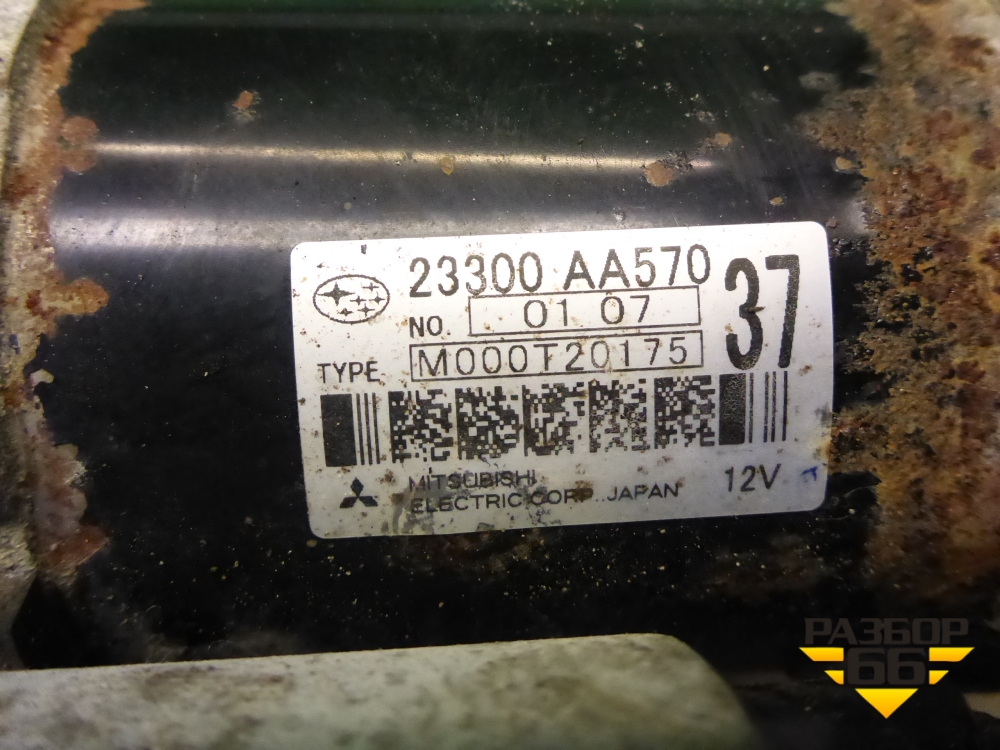 23300 AA570
37
NO. 01 07
TYPE M000T20175
MITSUBISHI
ELECTRIC CORP. JAPAN
12V
РАЗБОР
66